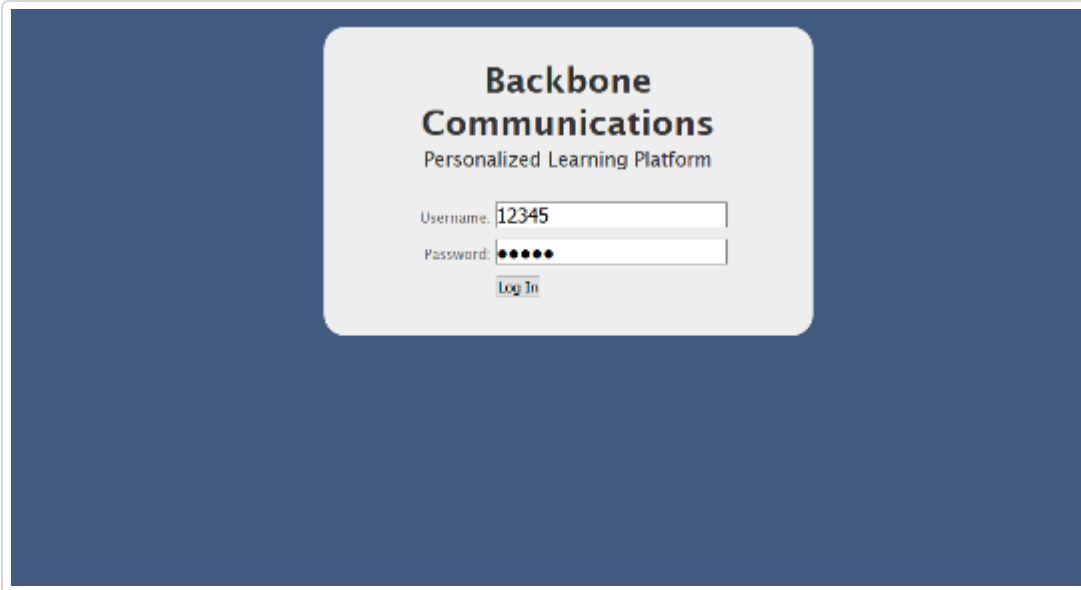 Backbone
Communications
Personalized Learning Platform
Username: 12345
Password: •••••
Log In